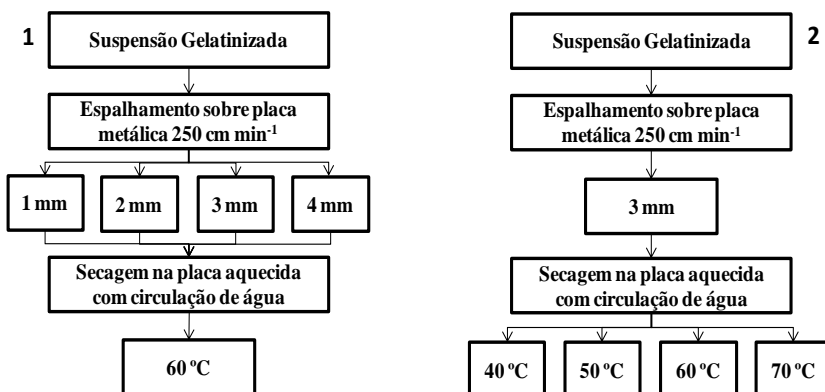 1
Suspensão Gelatinizada
Espalhamento sobre placa
metálica 250 cm min⁻¹
1 mm
2 mm
3 mm
4 mm
Secagem na placa aquecida
com circulação de água
60 ºC
2
Suspensão Gelatinizada
Espalhamento sobre placa
metálica 250 cm min⁻¹
3 mm
Secagem na placa aquecida
com circulação de água
40 ºC
50 ºC
60 ºC
70 ºC